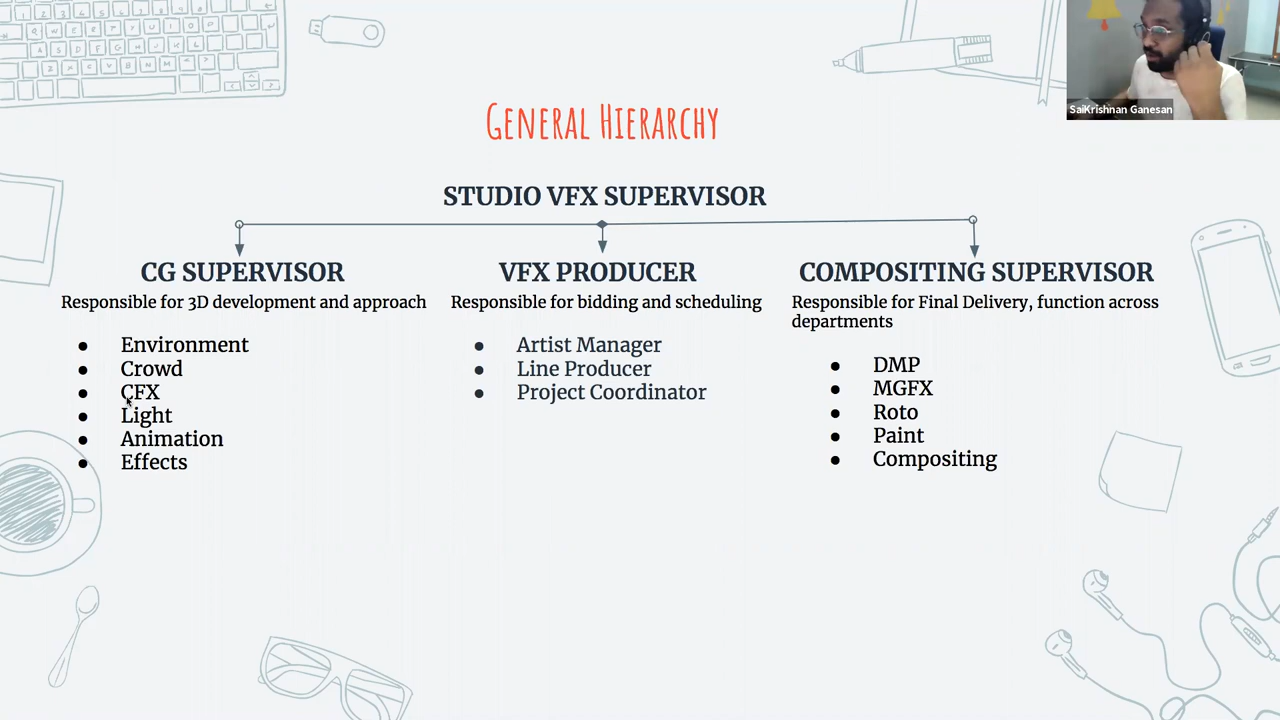 SaiKrishnan Ganesan
General Hierarchy
STUDIO VFX SUPERVISOR
CG SUPERVISOR
Responsible for 3D development and approach
● Environment
● Crowd
● CFX
● Light
● Animation
● Effects
VFX PRODUCER
Responsible for bidding and scheduling
● Artist Manager
● Line Producer
● Project Coordinator
COMPOSITING SUPERVISOR
Responsible for Final Delivery, function across
departments
● DMP
● MGFX
● Roto
● Paint
● Compositing